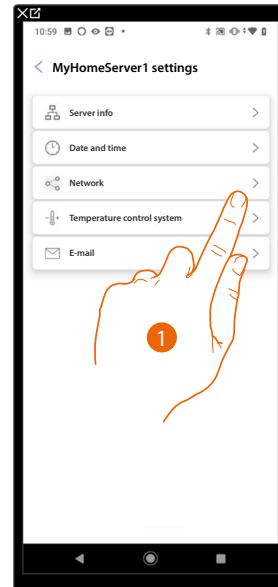 10:59
MyHomeServer1 settings
Server info
Date and time
Network
Temperature control system
E-mail
1